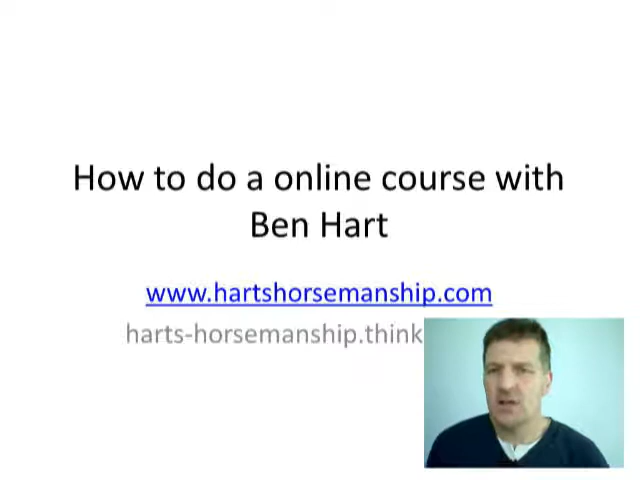 How to do a online course with
Ben Hart
www.hartshorsemanship.com
harts-horsemanship.think